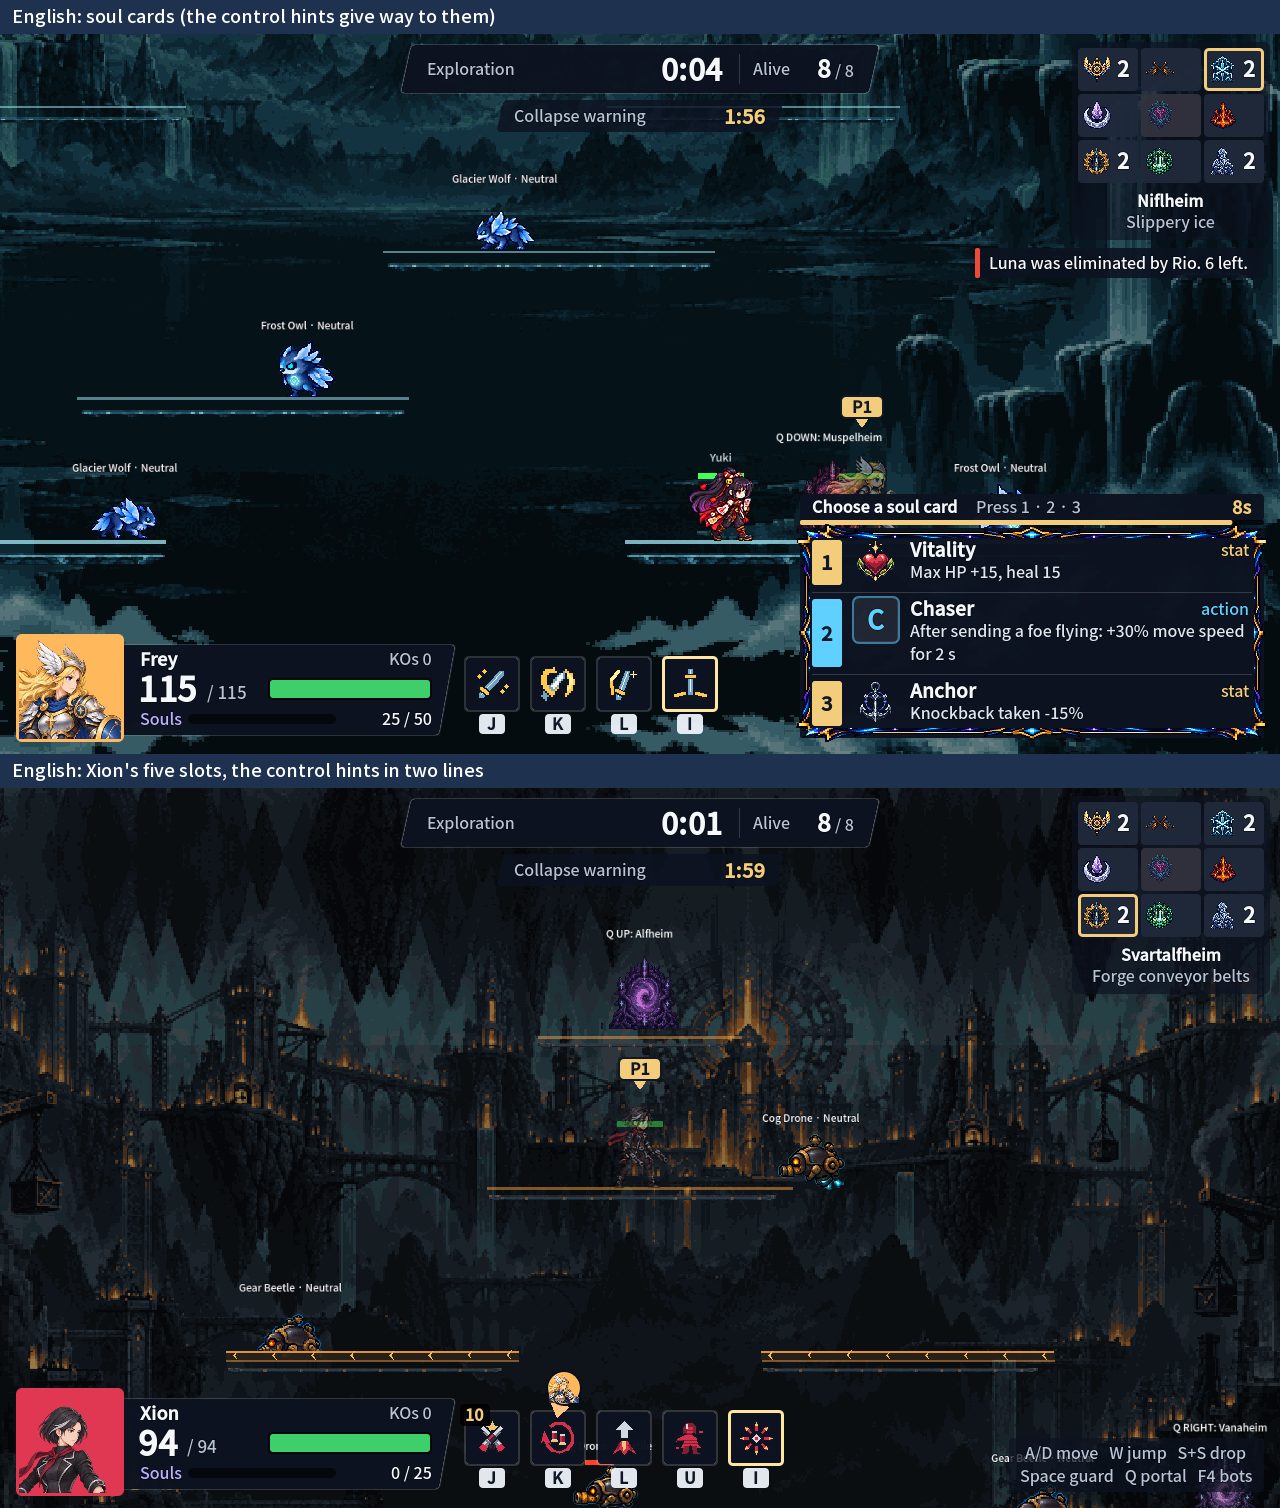 English: soul cards (the control hints give way to them)
Exploration 0:04 Alive 8 / 8
Collapse warning 1:56
2 2
2 2
Niflheim
Slippery ice
Luna was eliminated by Rio. 6 left.
Glacier Wolf · Neutral
Frost Owl · Neutral
P1
Q DOWN: Muspelheim
Yuki
Glacier Wolf · Neutral
Frost Owl · Neutral
Choose a soul card Press 1 · 2 · 3 8s
1 Vitality stat
Max HP +15, heal 15
2 C Chaser action
After sending a foe flying: +30% move speed
for 2 s
3 Anchor stat
Knockback taken -15%
Frey KOs 0
115 / 115
Souls 25 / 50
J K L I
English: Xion's five slots, the control hints in two lines
Exploration 0:01 Alive 8 / 8
Collapse warning 1:59
2 2
2 2
Svartalfheim
Forge conveyor belts
Q UP: Alfheim
P1
Cog Drone · Neutral
Gear Beetle · Neutral
Xion KOs 0
94 / 94
Souls 0 / 25
10
J K L U I
Q RIGHT: Vanaheim
A/D move W jump S+S drop
Space guard Q portal F4 bots